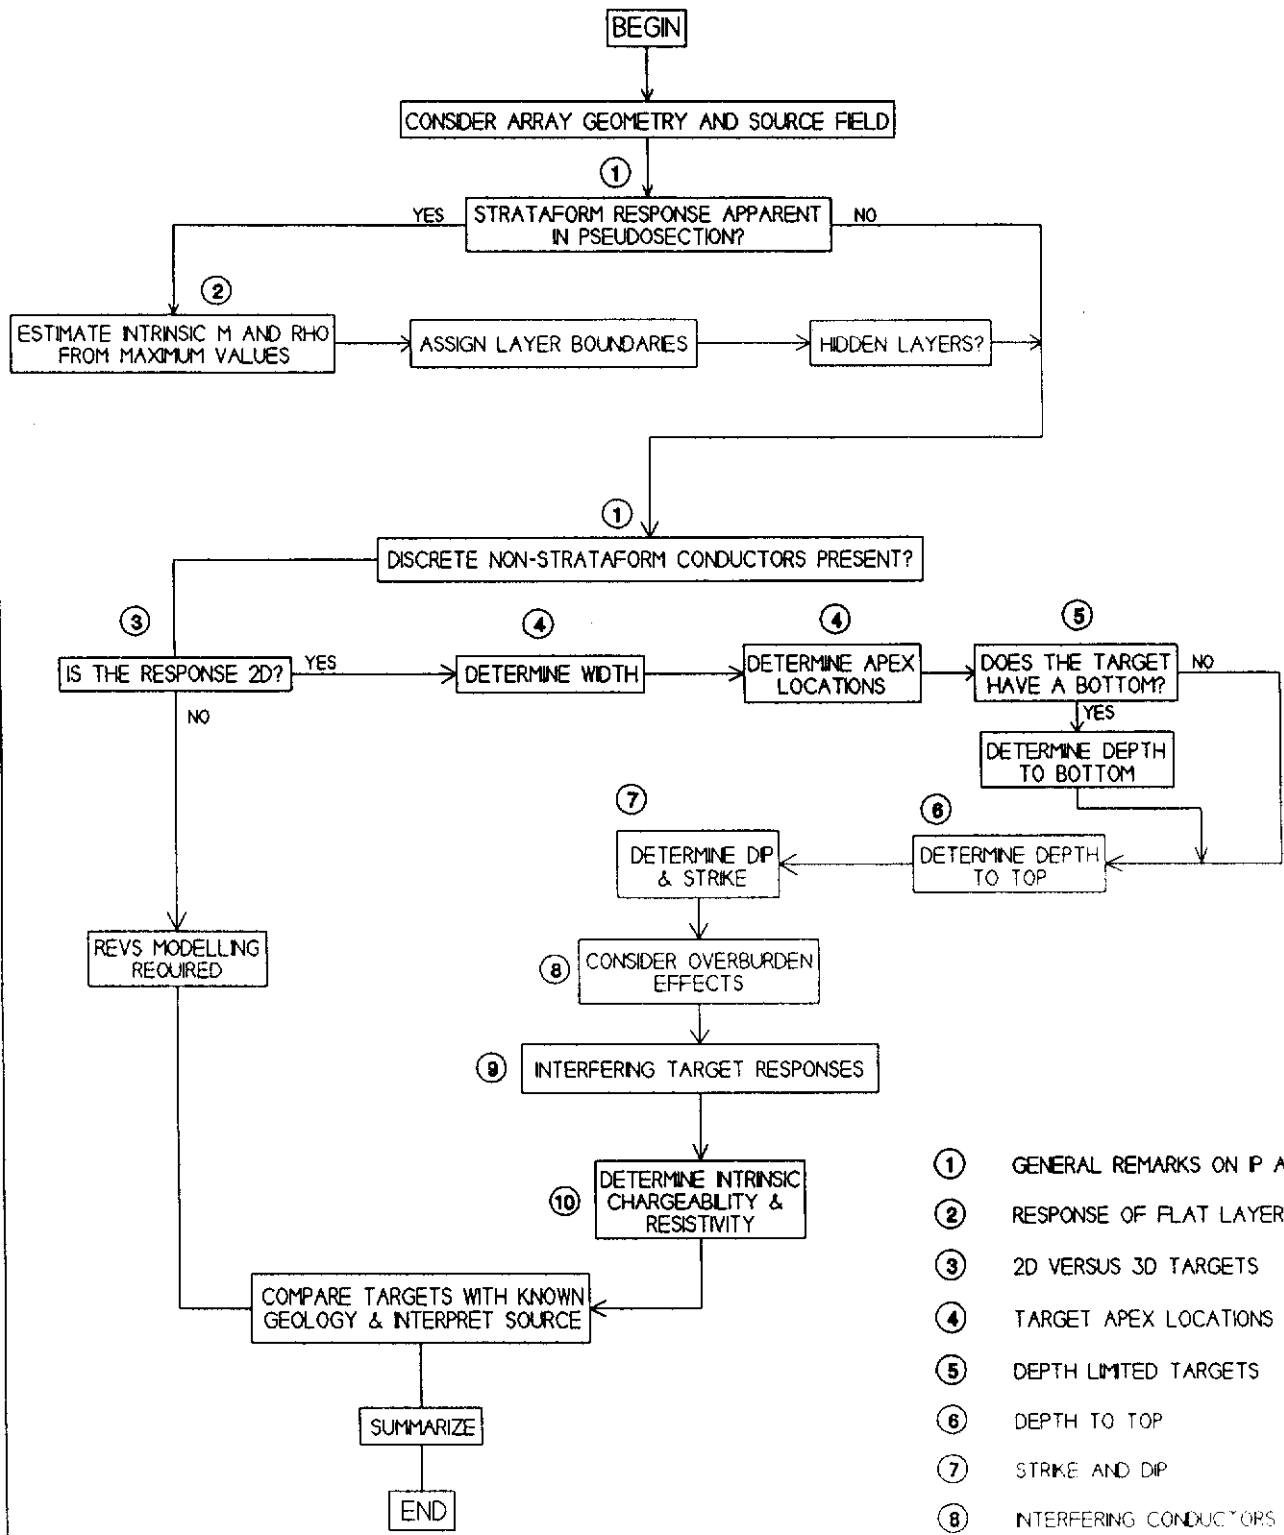 BEGIN
CONSIDER ARRAY GEOMETRY AND SOURCE FIELD
1
YES
STRATAFORM RESPONSE APPARENT
IN PSEUDOSECTION?
NO
2
ESTIMATE INTRINSIC M AND RHO
FROM MAXIMUM VALUES
ASSIGN LAYER BOUNDARIES
HIDDEN LAYERS?
1
DISCRETE NON-STRATAFORM CONDUCTORS PRESENT?
3
IS THE RESPONSE 2D?
YES
NO
4
DETERMINE WIDTH
4
DETERMINE APEX
LOCATIONS
5
DOES THE TARGET
HAVE A BOTTOM?
NO
YES
DETERMINE DEPTH
TO BOTTOM
6
DETERMINE DEPTH
TO TOP
7
DETERMINE DIP
& STRIKE
REVS MODELLING
REQUIRED
8
CONSIDER OVERBURDEN
EFFECTS
9
INTERFERING TARGET RESPONSES
10
DETERMINE INTRINSIC
CHARGEABILITY &
RESISTIVITY
COMPARE TARGETS WITH KNOWN
GEOLOGY & INTERPRET SOURCE
SUMMARIZE
END
1 GENERAL REMARKS ON IP A
2 RESPONSE OF FLAT LAYER
3 2D VERSUS 3D TARGETS
4 TARGET APEX LOCATIONS
5 DEPTH LIMITED TARGETS
6 DEPTH TO TOP
7 STRIKE AND DIP
8 INTERFERING CONDUCTORS